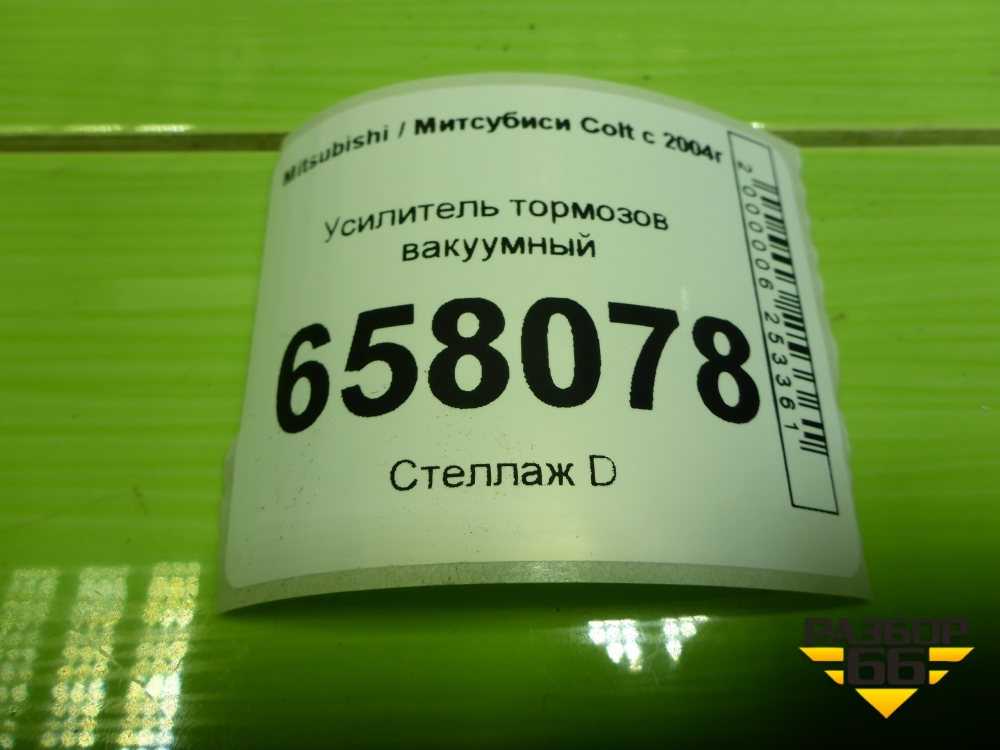 Mitsubishi / Митсубиси Colt с 2004г
Усилитель тормозов
вакуумный
658078
Стеллаж D
2000006253361
РАЗБОР
66